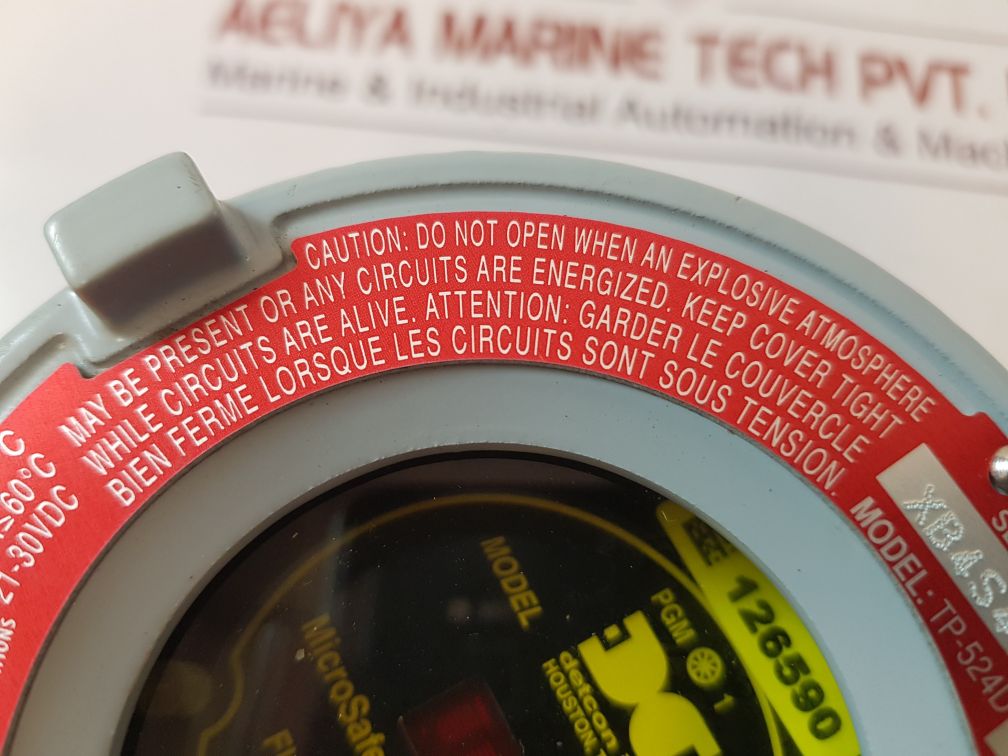 AELIYA MARINE TECH PVT.
Marine & Industrial Automation &
CAUTION: DO NOT OPEN WHEN AN EXPLOSIVE ATMOSPHERE
MAY BE PRESENT OR ANY CIRCUITS ARE ENERGIZED. KEEP COVER TIGHT
WHILE CIRCUITS ARE ALIVE. ATTENTION: GARDER LE COUVERCLE
BIEN FERME LORSQUE LES CIRCUITS SONT SOUS TENSION.
≤60°C
21-30VDC
MODEL: TP-524D
XB4S
MODEL
MicroSafe
PGM 1
126590
detcon
HOUSTON,